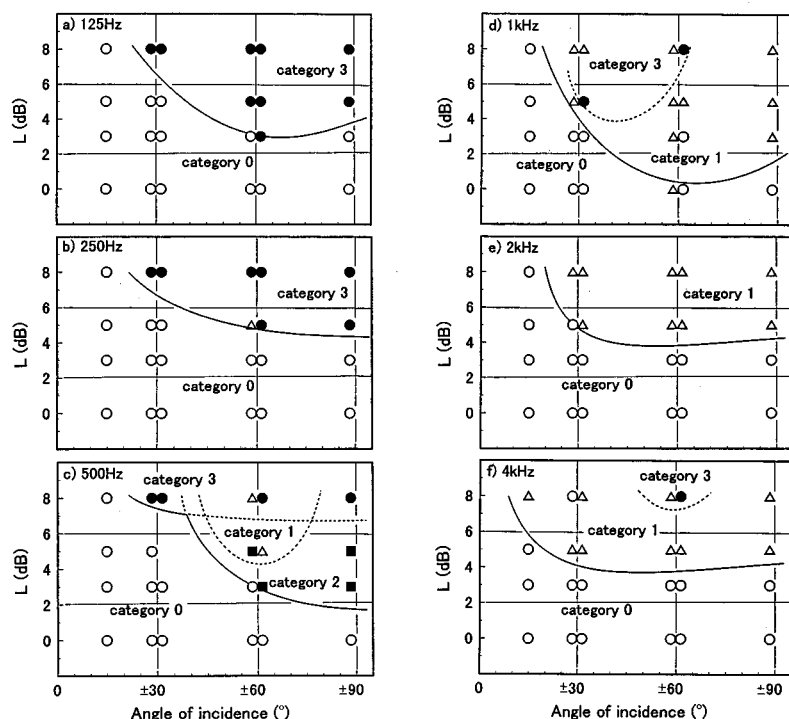 a) 125Hz
8
6
4
2
0
L (dB)
category 3
category 0
b) 250Hz
8
6
4
2
0
L (dB)
category 3
category 0
c) 500Hz
8
6
4
2
0
L (dB)
category 3
category 1
category 2
category 0
0 ±30 ±60 ±90
Angle of incidence (°)
d) 1kHz
8
6
4
2
0
L (dB)
category 3
category 0
category 1
e) 2kHz
8
6
4
2
0
L (dB)
category 1
category 0
f) 4kHz
8
6
4
2
0
L (dB)
category 3
category 1
category 0
0 ±30 ±60 ±90
Angle of incidence (°)